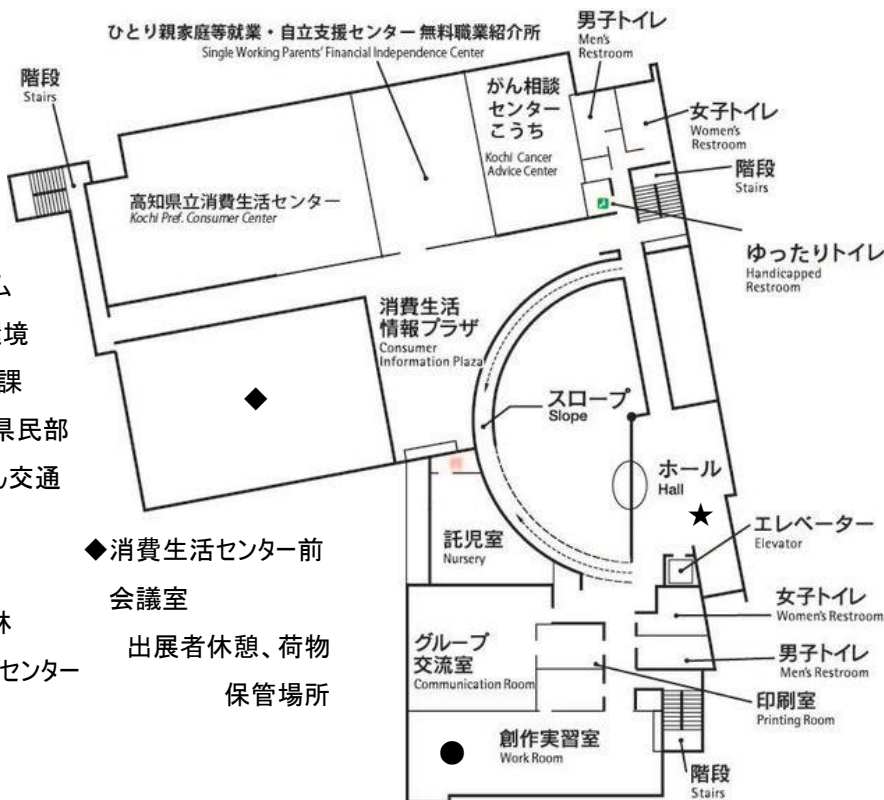 ひとり親家庭等就業・自立支援センター 無料職業紹介所
Single Working Parents' Financial Independence Center
男子トイレ
Men's
Restroom
階段
Stairs
がん相談
センター
こうち
Kochi Cancer
Advice Center
女子トイレ
Women's
Restroom
階段
Stairs
高知県立消費生活センター
Kochi Pref. Consumer Center
ゆったりトイレ
Handicapped
Restroom
ム
境
課
県民部
ん交通
消費生活
情報プラザ
Consumer
Information Plaza
◆
スロープ
Slope
ホール
Hall
★
エレベーター
Elevator
託児室
Nursery
◆消費生活センター前
会議室
出展者休憩、荷物
保管場所
センター
女子トイレ
Women's Restroom
グループ
交流室
Communication Room
男子トイレ
Men's Restroom
印刷室
Printing Room
●
創作実習室
Work Room
階段
Stairs